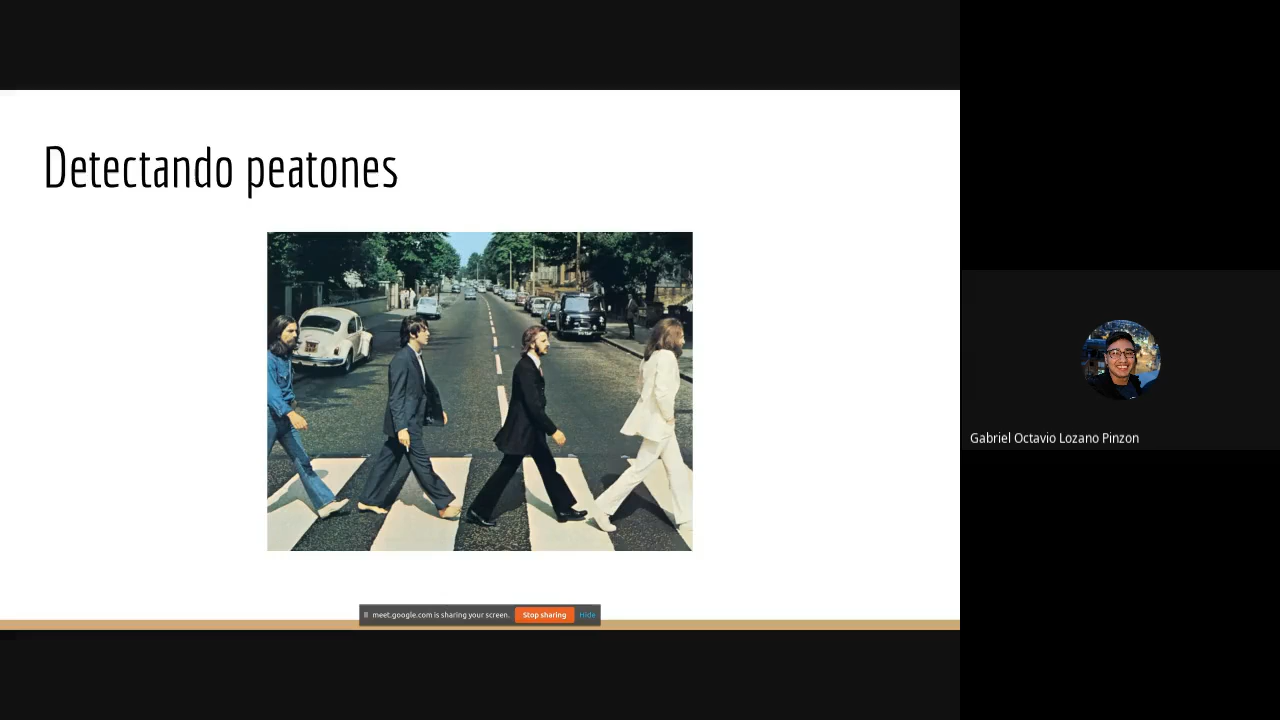 Detectando peatones
Gabriel Octavio Lozano Pinzon
meet.google.com is sharing your screen. Stop sharing Hide